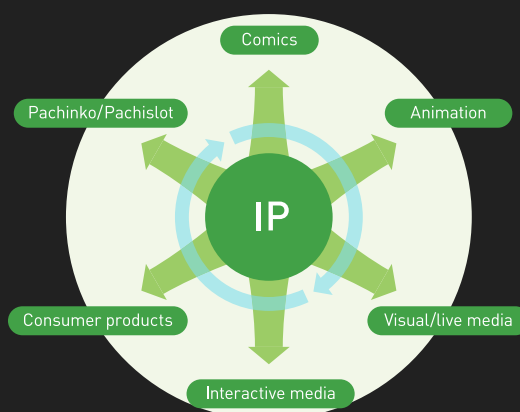 Comics
Pachinko/Pachislot
Animation
IP
Consumer products
Visual/live media
Interactive media